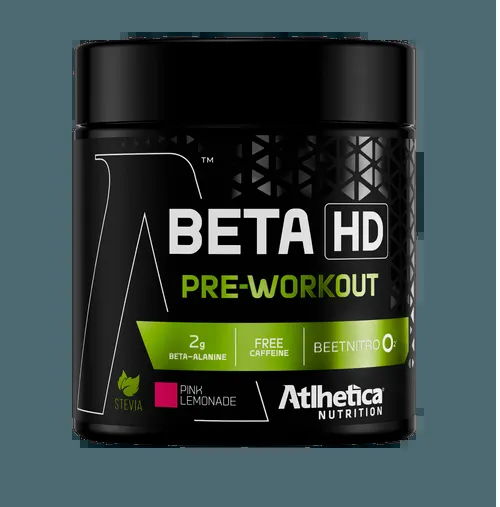 ™
BETA HD
PRE-WORKOUT
2g
BETA-ALANINE
FREE
CAFFEINE
BEETNITRO O₂
STEVIA
PINK
LEMONADE
Atlhetica
NUTRITION